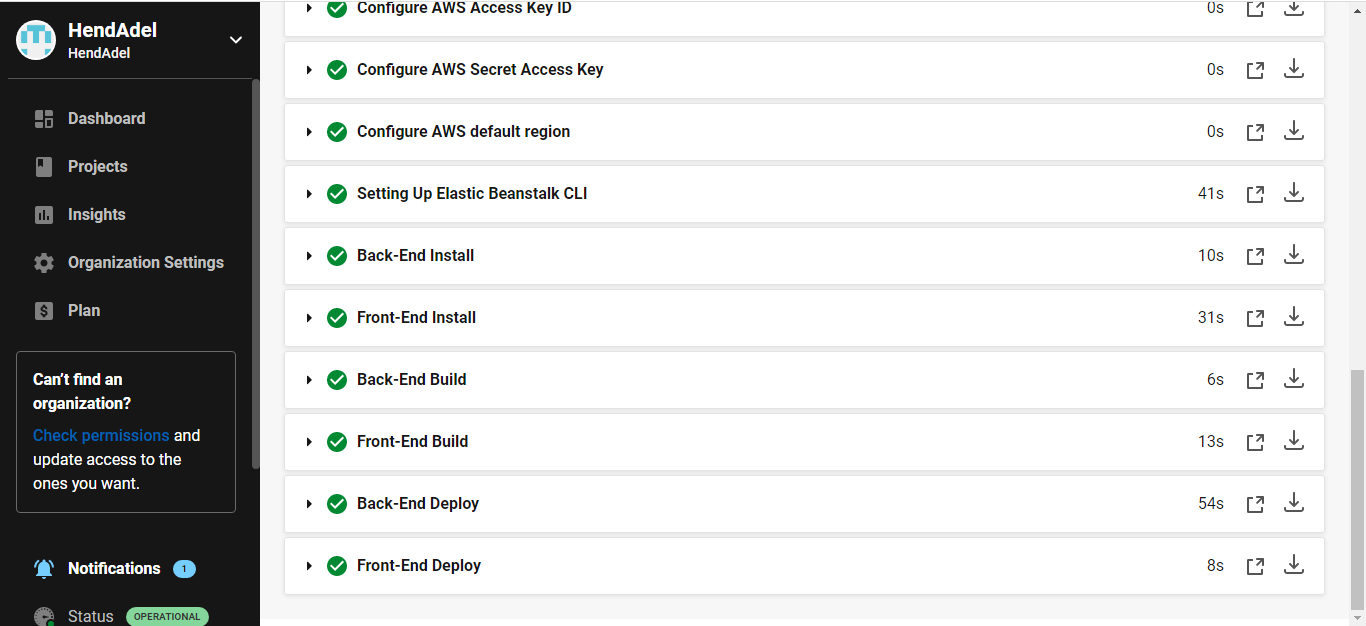 HendAdel
HendAdel
Dashboard
Projects
Insights
Organization Settings
$ Plan
Can't find an
organization?
Check permissions and
update access to the
ones you want.
Notifications 1
Status OPERATIONAL
Configure AWS Access Key ID 0s
Configure AWS Secret Access Key 0s
Configure AWS default region 0s
Setting Up Elastic Beanstalk CLI 41s
Back-End Install 10s
Front-End Install 31s
Back-End Build 6s
Front-End Build 13s
Back-End Deploy 54s
Front-End Deploy 8s